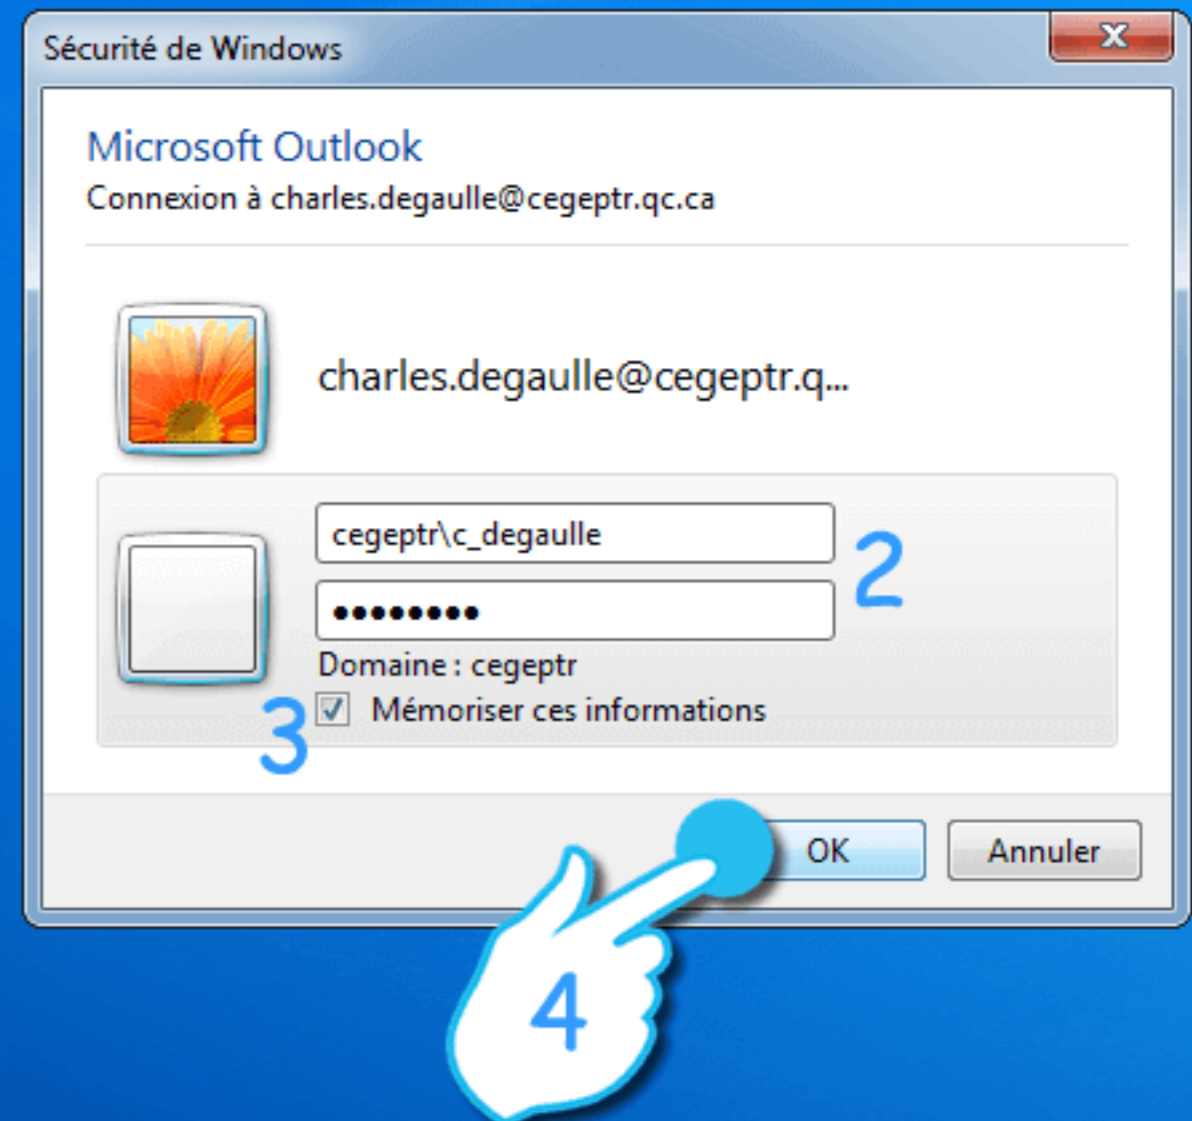 Sécurité de Windows
Microsoft Outlook
Connexion à charles.degaulle@cegeptr.qc.ca
charles.degaulle@cegeptr.q...
cegeptr\c_degaulle
2
••••••••
Domaine : cegeptr
3 Mémoriser ces informations
OK Annuler
4